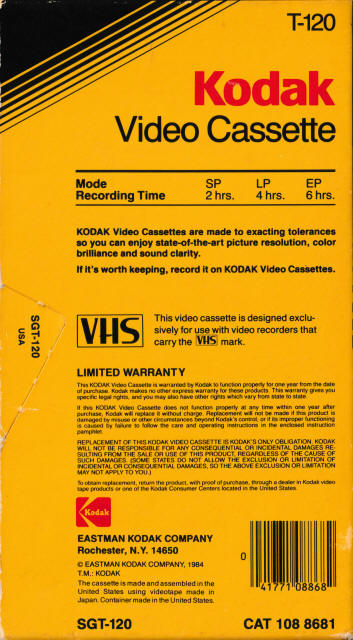 T-120
Kodak
Video Cassette
Mode SP LP EP
Recording Time 2 hrs. 4 hrs. 6 hrs.
KODAK Video Cassettes are made to exacting tolerances
so you can enjoy state-of-the-art picture resolution, color
brilliance and sound clarity.
If it's worth keeping, record it on KODAK Video Cassettes.
SGT-120
USA
VHS
This video cassette is designed exclu-
sively for use with video recorders that
carry the VHS mark.
LIMITED WARRANTY
This KODAK Video Cassette is warranted by Kodak to function properly for one year from the date
of purchase. Kodak makes no other express warranty for these products. This warranty gives you
specific legal rights, and you may also have other rights which vary from state to state.
If this KODAK Video Cassette does not function properly at any time within one year after
purchase, Kodak will replace it without charge. Replacement will not be made if this product is
damaged by misuse or other circumstances beyond Kodak's control, or if its improper functioning
is caused by failure to follow the care and operating instructions in the enclosed instruction
pamphlet.
REPLACEMENT OF THIS KODAK VIDEO CASSETTE IS KODAK'S ONLY OBLIGATION. KODAK
WILL NOT BE RESPONSIBLE FOR ANY CONSEQUENTIAL OR INCIDENTAL DAMAGES RE-
SULTING FROM THE SALE OR USE OF THIS PRODUCT, REGARDLESS OF THE CAUSE OF
SUCH DAMAGES. (SOME STATES DO NOT ALLOW THE EXCLUSION OR LIMITATION OF
INCIDENTAL OR CONSEQUENTIAL DAMAGES, SO THE ABOVE EXCLUSION OR LIMITATION
MAY NOT APPLY TO YOU.)
To obtain replacement, return the product, with proof of purchase, through a dealer in Kodak video
tape products or one of the Kodak Consumer Centers located in the United States.
Kodak
EASTMAN KODAK COMPANY
Rochester, N.Y. 14650
© EASTMAN KODAK COMPANY, 1984
T.M.: KODAK
The cassette is made and assembled in the
United States using videotape made in
Japan. Container made in the United States.
0 41771 08868
SGT-120 CAT 108 8681